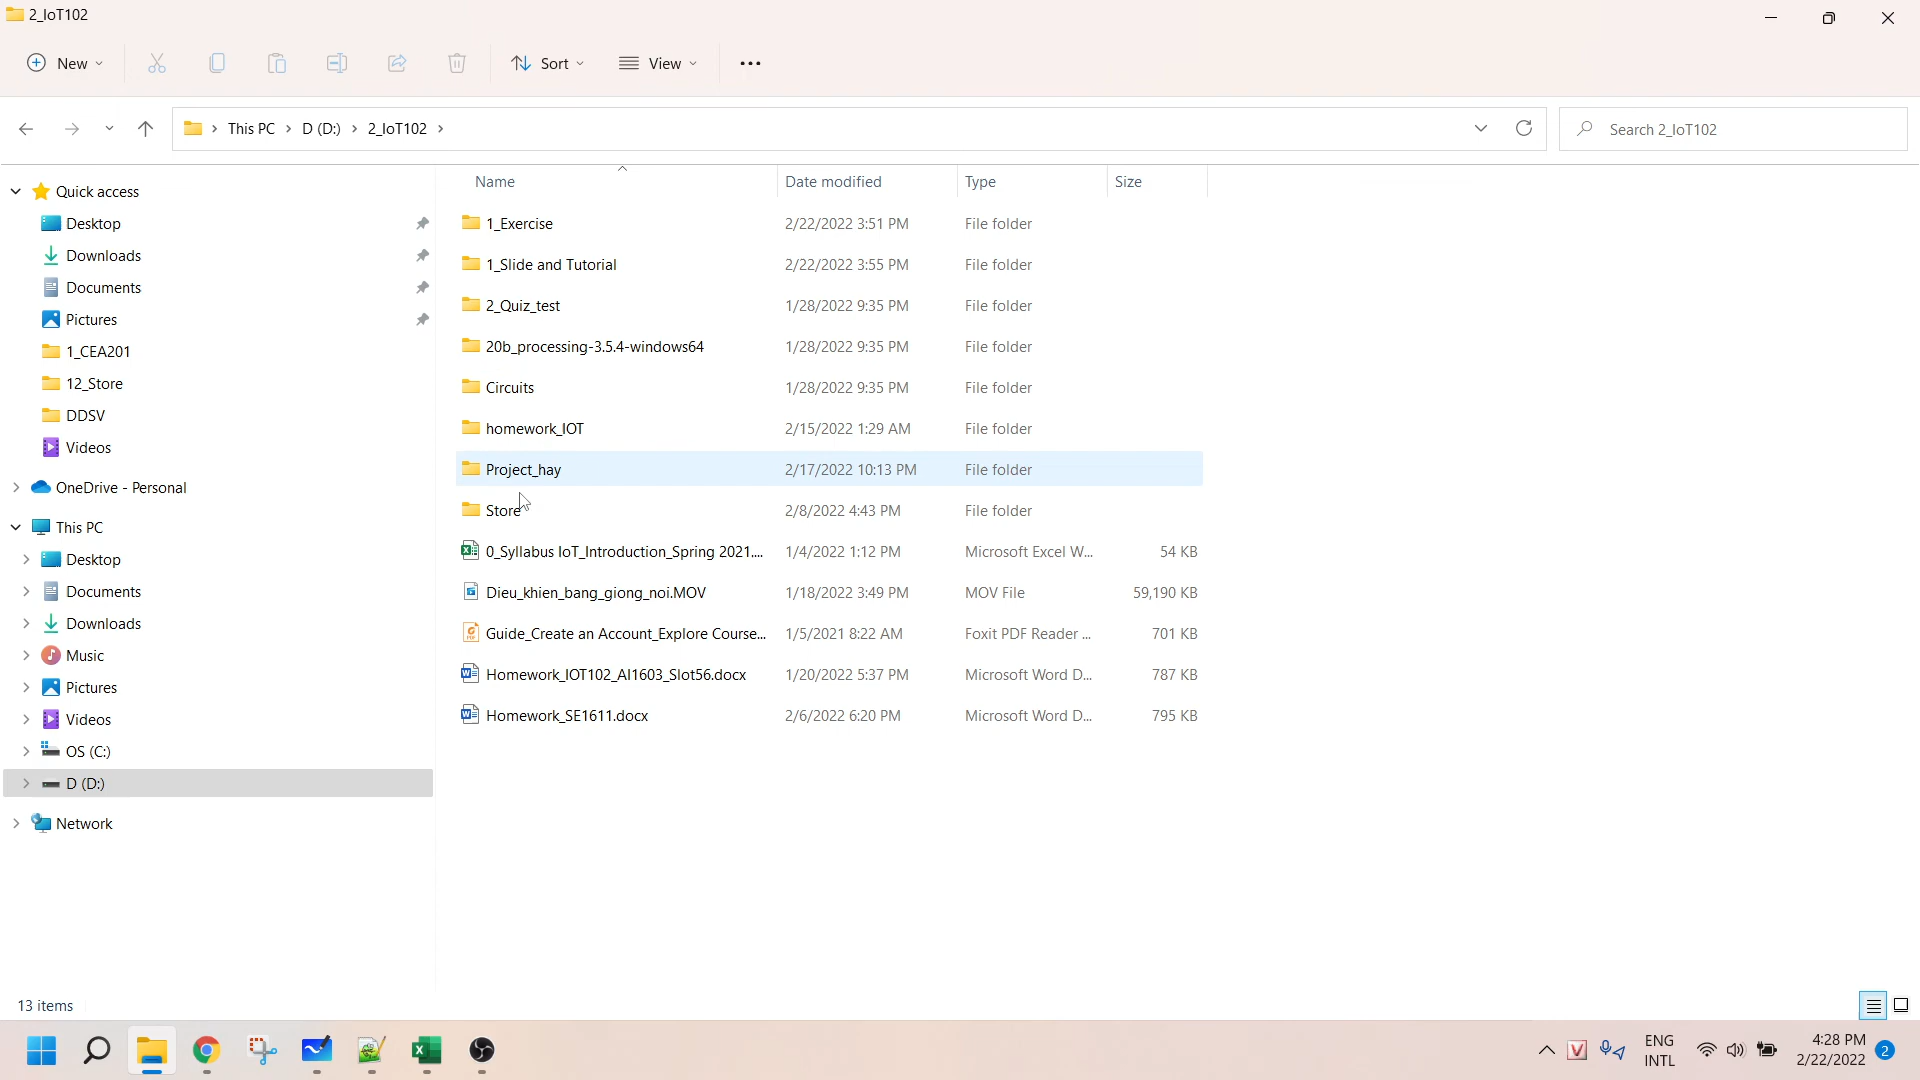 2_IoT102
New
Sort
View
This PC
D (D:)
2_IoT102
Search 2_IoT102
Quick access
Desktop
Downloads
Documents
Pictures
1_CEA201
12_Store
DDSV
Videos
OneDrive - Personal
This PC
Desktop
Documents
Downloads
Music
Pictures
Videos
OS (C:)
D (D:)
Network
Name Date modified Type Size
1_Exercise 2/22/2022 3:51 PM File folder
1_Slide and Tutorial 2/22/2022 3:55 PM File folder
2_Quiz_test 1/28/2022 9:35 PM File folder
20b_processing-3.5.4-windows64 1/28/2022 9:35 PM File folder
Circuits 1/28/2022 9:35 PM File folder
homework_IOT 2/15/2022 1:29 AM File folder
Project_hay 2/17/2022 10:13 PM File folder
Store 2/8/2022 4:43 PM File folder
0_Syllabus IoT_Introduction_Spring 2021.... 1/4/2022 1:12 PM Microsoft Excel W... 54 KB
Dieu_khien_bang_giong_noi.MOV 1/18/2022 3:49 PM MOV File 59,190 KB
Guide_Create an Account_Explore Course... 1/5/2021 8:22 AM Foxit PDF Reader ... 701 KB
Homework_IOT102_AI1603_Slot56.docx 1/20/2022 5:37 PM Microsoft Word D... 787 KB
Homework_SE1611.docx 2/6/2022 6:20 PM Microsoft Word D... 795 KB
13 items
V
ENG
INTL
4:28 PM
2/22/2022
2